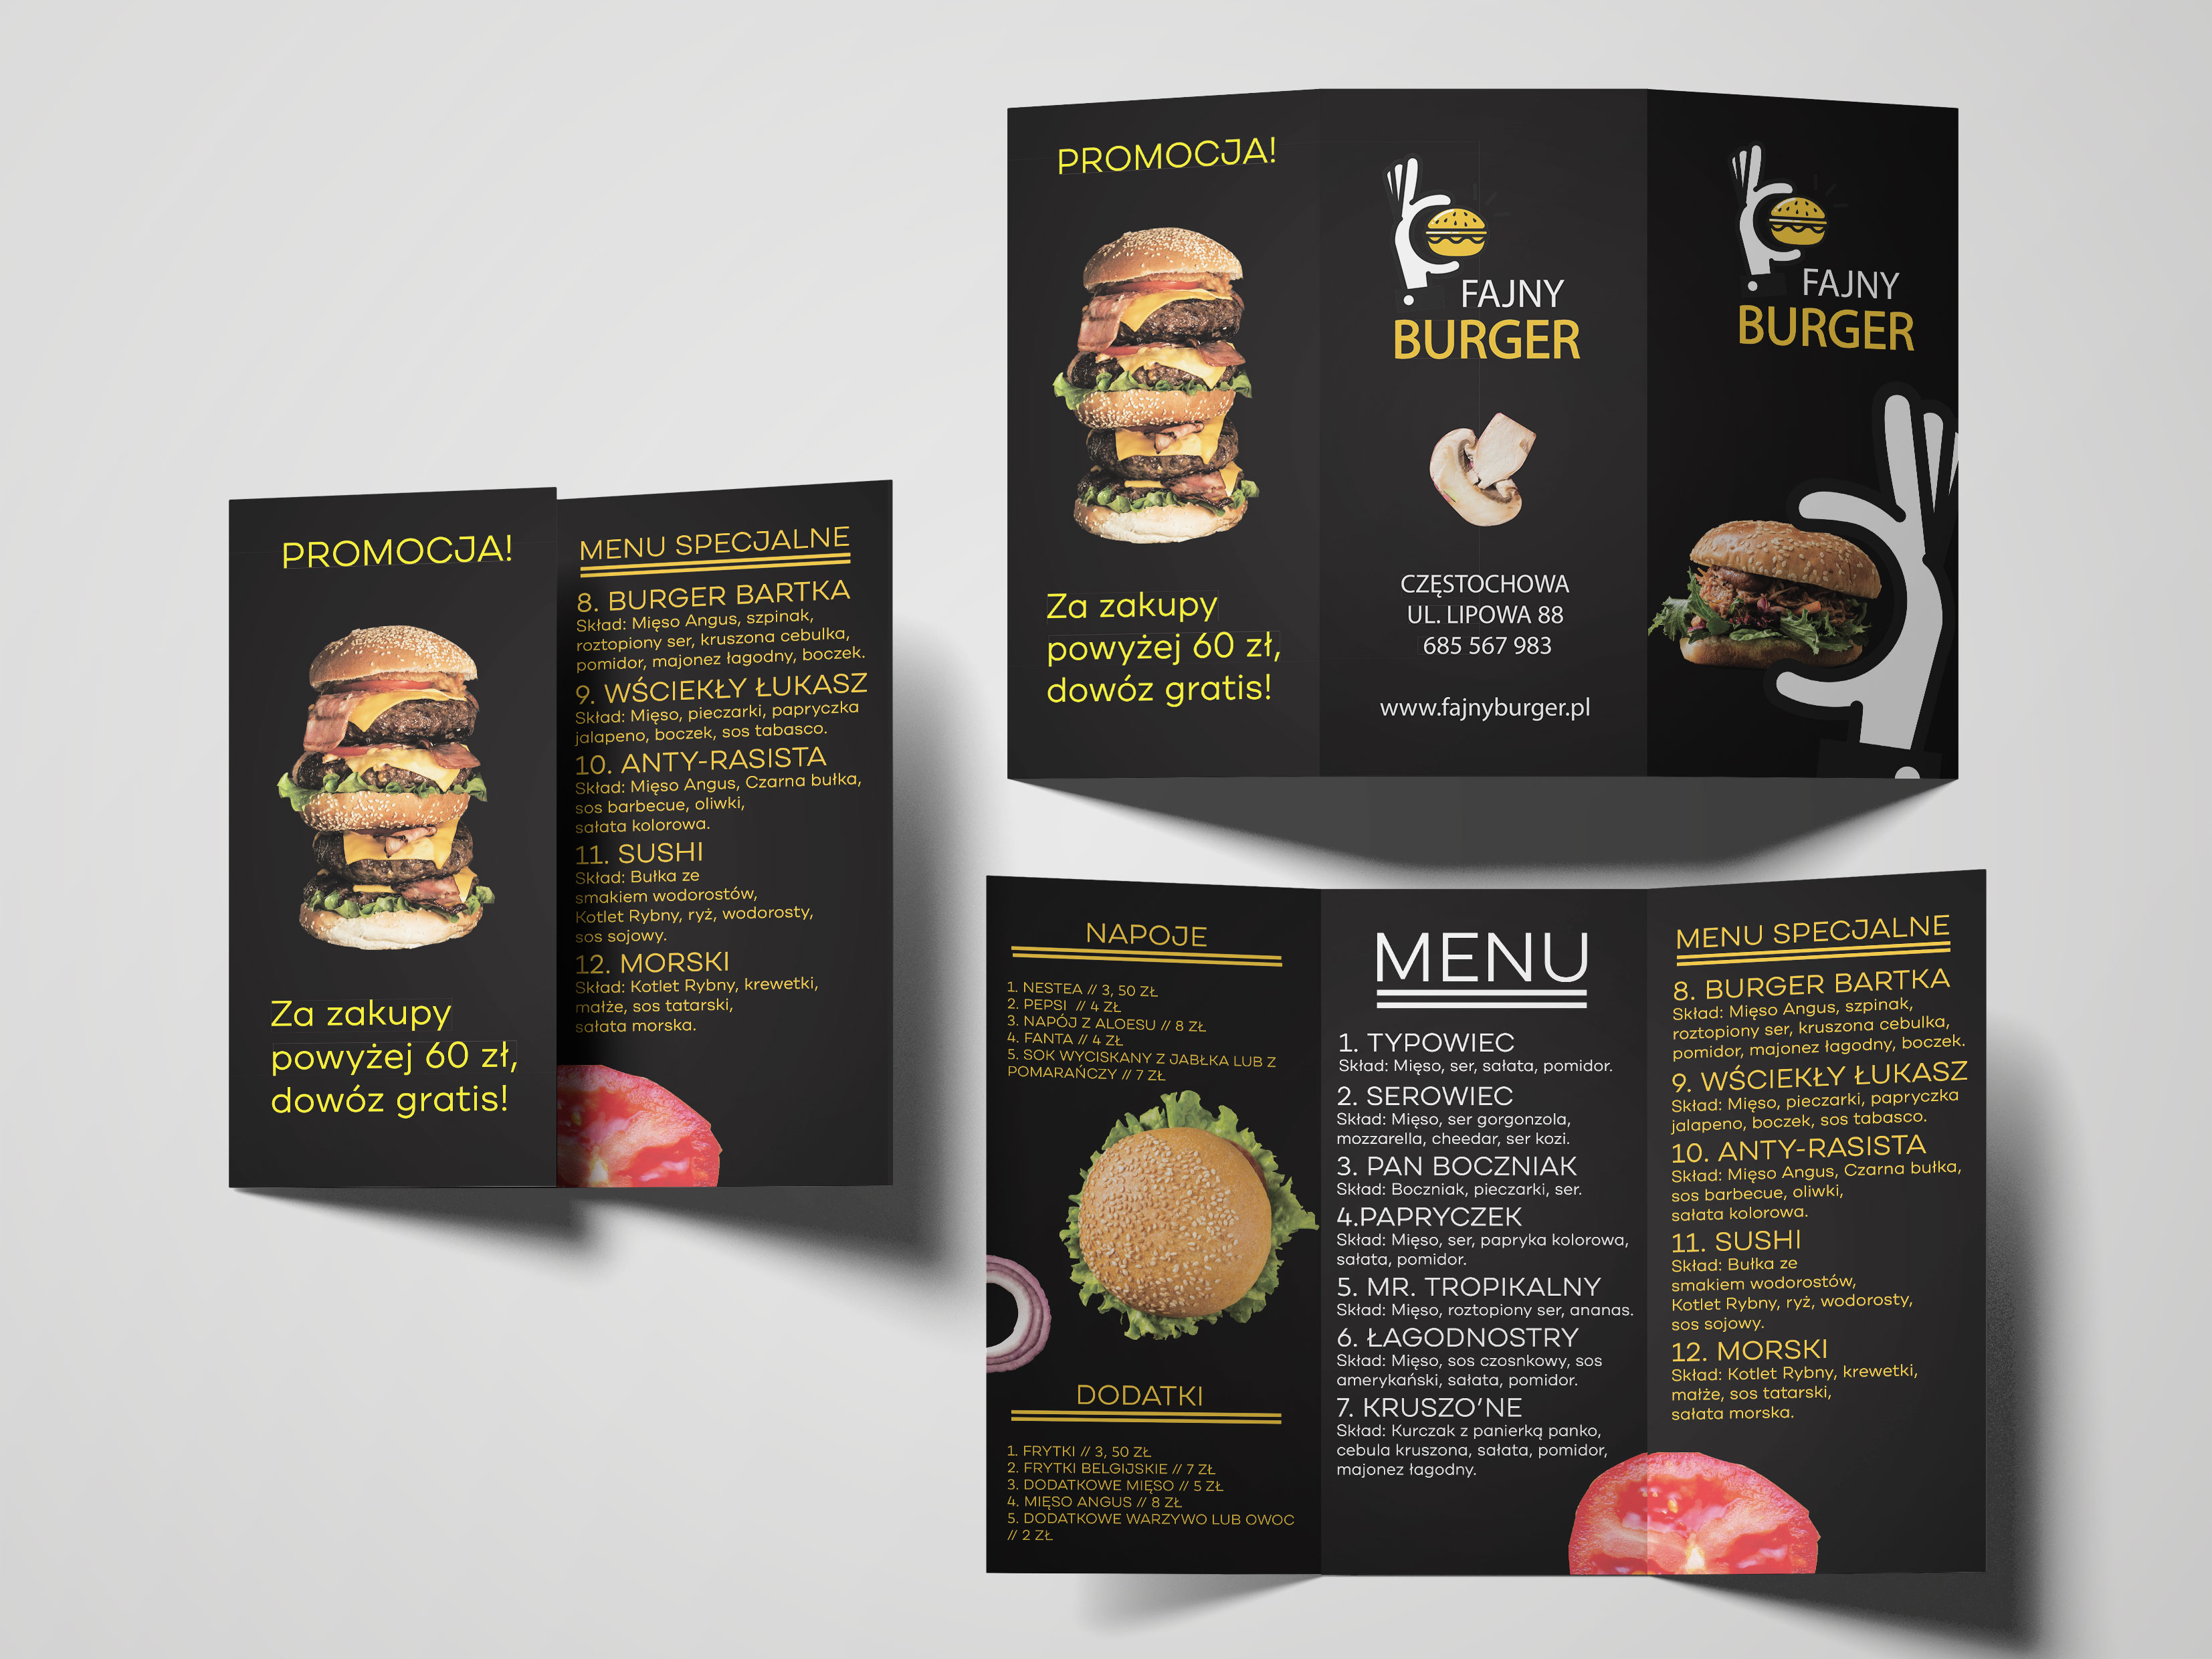 PROMOCJA!
Za zakupy
powyżej 60 zł,
dowóz gratis!
MENU SPECJALNE
8. BURGER BARTKA
Skład: Mięso Angus, szpinak,
roztopiony ser, kruszona cebulka,
pomidor, majonez łagodny, boczek.
9. WŚCIEKŁY ŁUKASZ
Skład: Mięso, pieczarki, papryczka
jalapeno, boczek, sos tabasco.
10. ANTY-RASISTA
Skład: Mięso Angus, Czarna bułka,
sos barbecue, oliwki,
sałata kolorowa.
11. SUSHI
Skład: Bułka ze
smakiem wodorostów,
Kotlet Rybny, ryż, wodorosty,
sos sojowy.
12. MORSKI
Skład: Kotlet Rybny, krewetki,
małże, sos tatarski,
sałata morska.
PROMOCJA!
Za zakupy
powyżej 60 zł,
dowóz gratis!
FAJNY
BURGER
CZĘSTOCHOWA
UL. LIPOWA 88
685 567 983
www.fajnyburger.pl
FAJNY
BURGER
NAPOJE
1. NESTEA // 3, 50 ZŁ
2. PEPSI // 4 ZŁ
3. NAPÓJ Z ALOESU // 8 ZŁ
4. FANTA // 4 ZŁ
5. SOK WYCISKANY Z JABŁKA LUB Z
POMARAŃCZY // 7 ZŁ
DODATKI
1. FRYTKI // 3, 50 ZŁ
2. FRYTKI BELGIJSKIE // 7 ZŁ
3. DODATKOWE MIĘSO // 5 ZŁ
4. MIĘSO ANGUS // 8 ZŁ
5. DODATKOWE WARZYWO LUB OWOC
// 2 ZŁ
MENU
1. TYPOWIEC
Skład: Mięso, ser, sałata, pomidor.
2. SEROWIEC
Skład: Mięso, ser gorgonzola,
mozzarella, cheedar, ser kozi.
3. PAN BOCZNIAK
Skład: Boczniak, pieczarki, ser.
4.PAPRYCZEK
Skład: Mięso, ser, papryka kolorowa,
sałata, pomidor.
5. MR. TROPIKALNY
Skład: Mięso, roztopiony ser, ananas.
6. ŁAGODNOSTRY
Skład: Mięso, sos czosnkowy, sos
amerykański, sałata, pomidor.
7. KRUSZO'NE
Skład: Kurczak z panierką panko,
cebula kruszona, sałata, pomidor,
majonez łagodny.
MENU SPECJALNE
8. BURGER BARTKA
Skład: Mięso Angus, szpinak,
roztopiony ser, kruszona cebulka,
pomidor, majonez łagodny, boczek.
9. WŚCIEKŁY ŁUKASZ
Skład: Mięso, pieczarki, papryczka
jalapeno, boczek, sos tabasco.
10. ANTY-RASISTA
Skład: Mięso Angus, Czarna bułka,
sos barbecue, oliwki,
sałata kolorowa.
11. SUSHI
Skład: Bułka ze
smakiem wodorostów,
Kotlet Rybny, ryż, wodorosty,
sos sojowy.
12. MORSKI
Skład: Kotlet Rybny, krewetki,
małże, sos tatarski,
sałata morska.